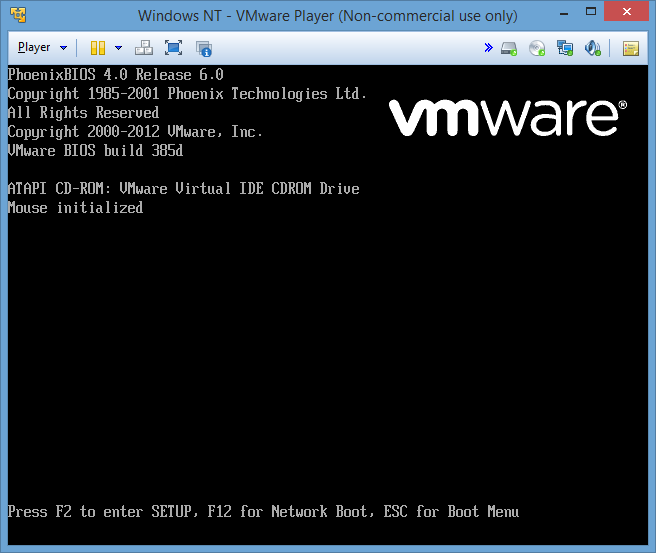 Windows NT - VMware Player (Non-commercial use only)
Player
PhoenixBIOS 4.0 Release 6.0
Copyright 1985-2001 Phoenix Technologies Ltd.
All Rights Reserved
Copyright 2000-2012 VMware, Inc.
VMware BIOS build 385d
vmware®
ATAPI CD-ROM: VMware Virtual IDE CDROM Drive
Mouse initialized
Press F2 to enter SETUP, F12 for Network Boot, ESC for Boot Menu